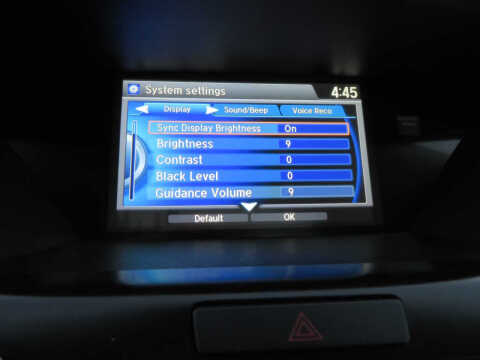 System settings 4:45
Display Sound/Beep Voice Reco.
Sync Display Brightness On
Brightness 9
Contrast 0
Black Level 0
Guidance Volume 9
Default OK